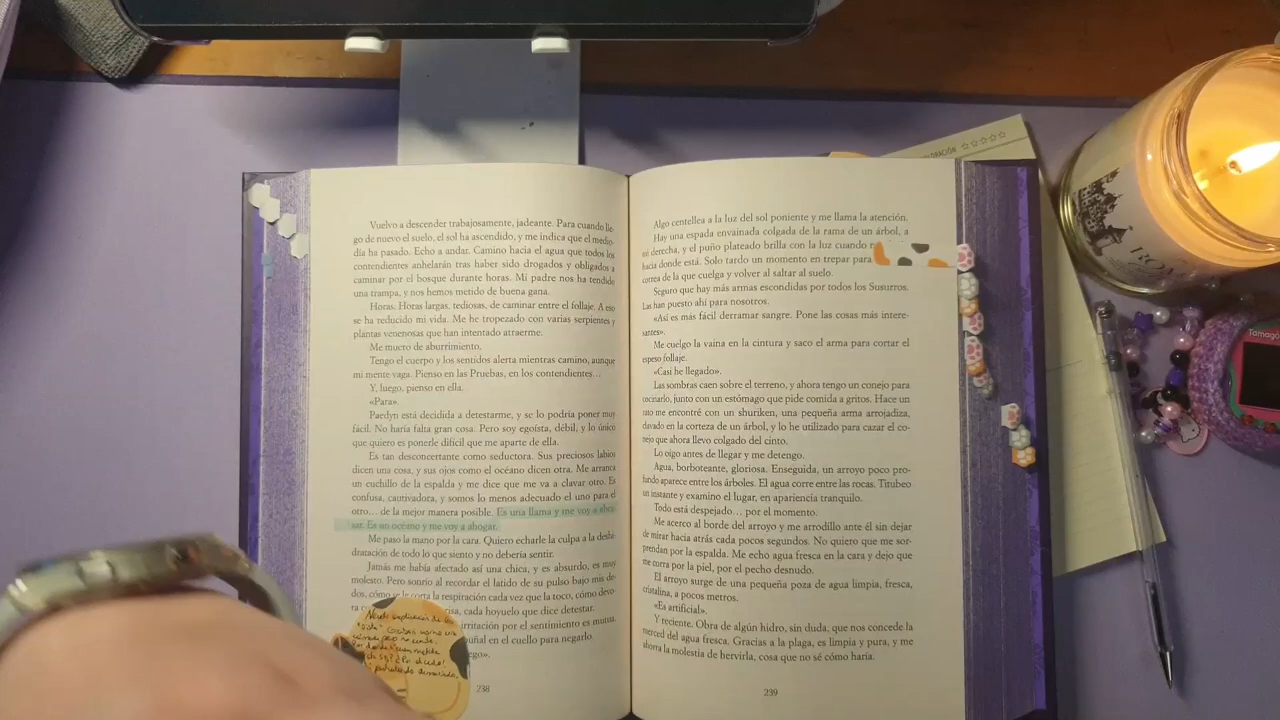 Vuelvo a descender trabajosamente, jadeante. Para cuando lle-
go de nuevo el suelo, el sol ha ascendido, y me indica que el medio-
día ha pasado. Echo a andar. Camino hacia el agua que todos los
contendientes anhelarán tras haber sido drogados y obligados a
caminar por el bosque durante horas. Mi padre nos ha tendido
una trampa, y nos hemos metido de buena gana.
Horas. Horas largas, tediosas, de caminar entre el follaje. A eso
se ha reducido mi vida. Me he tropezado con varias serpientes y
plantas venenosas que han intentado atraerme.
Me muero de aburrimiento.
Tengo el cuerpo y los sentidos alerta mientras camino, aunque
mi mente vaga. Pienso en las Pruebas, en los contendientes…
Y, luego, pienso en ella.
«Para».
Paedyn está decidida a detestarme, y se lo podría poner muy
fácil. No haría falta gran cosa. Pero soy egoísta, débil, y lo único
que quiero es ponerle difícil que me aparte de ella.
Es tan desconcertante como seductora. Sus preciosos labios
dicen una cosa, y sus ojos como el océano dicen otra. Me arranca
un cuchillo de la espalda y me dice que me va a clavar otro. Es
confusa, cautivadora, y somos lo menos adecuado el uno para el
otro… de la mejor manera posible. Es una llama y me voy a abra-
sar. Es un océano y me voy a ahogar.
Me paso la mano por la cara. Quiero echarle la culpa a la deshi-
dratación de todo lo que siento y no debería sentir.
Jamás me había afectado así una chica, y es absurdo, es muy
molesto. Pero sonrío al recordar el latido de su pulso bajo mis de-
dos, cómo se le corta la respiración cada vez que la toco, cómo devo-
ra risa, cada hoyuelo que dice detestar.
irritación por el sentimiento es mutua,
puñal en el cuello para negarlo.
238
Algo centellea a la luz del sol poniente y me llama la atención.
Hay una espada envainada colgada de la rama de un árbol, a
mi derecha, y el puño plateado brilla con la luz cuando
hacia donde está. Solo tardo un momento en trepar para
correa de la que cuelga y volver al saltar al suelo.
Seguro que hay más armas escondidas por todos los Susurros.
Las han puesto ahí para nosotros.
«Así es más fácil derramar sangre. Pone las cosas más intere-
santes».
Me cuelgo la vaina en la cintura y saco el arma para cortar el
espeso follaje.
«Casi he llegado».
Las sombras caen sobre el terreno, y ahora tengo un conejo para
cocinarlo, junto con un estómago que pide comida a gritos. Hace un
rato me encontré con un shuriken, una pequeña arma arrojadiza,
clavado en la corteza de un árbol, y lo he utilizado para cazar el co-
nejo que ahora llevo colgado del cinto.
Lo oigo antes de llegar y me detengo.
Agua, borboteante, gloriosa. Enseguida, un arroyo poco pro-
fundo aparece entre los árboles. El agua corre entre las rocas. Titubeo
un instante y examino el lugar, en apariencia tranquilo.
Todo está despejado… por el momento.
Me acerco al borde del arroyo y me arrodillo ante él sin dejar
de mirar hacia atrás cada pocos segundos. No quiero que me sor-
prendan por la espalda. Me echo agua fresca en la cara y dejo que
me corra por la piel, por el pecho desnudo.
El arroyo surge de una pequeña poza de agua limpia, fresca,
cristalina, a pocos metros.
«Es artificial».
Y reciente. Obra de algún hidro, sin duda, que nos concede la
merced del agua fresca. Gracias a la plaga, es limpia y pura, y me
ahorra la molestia de hervirla, cosa que no sé cómo haría.
239